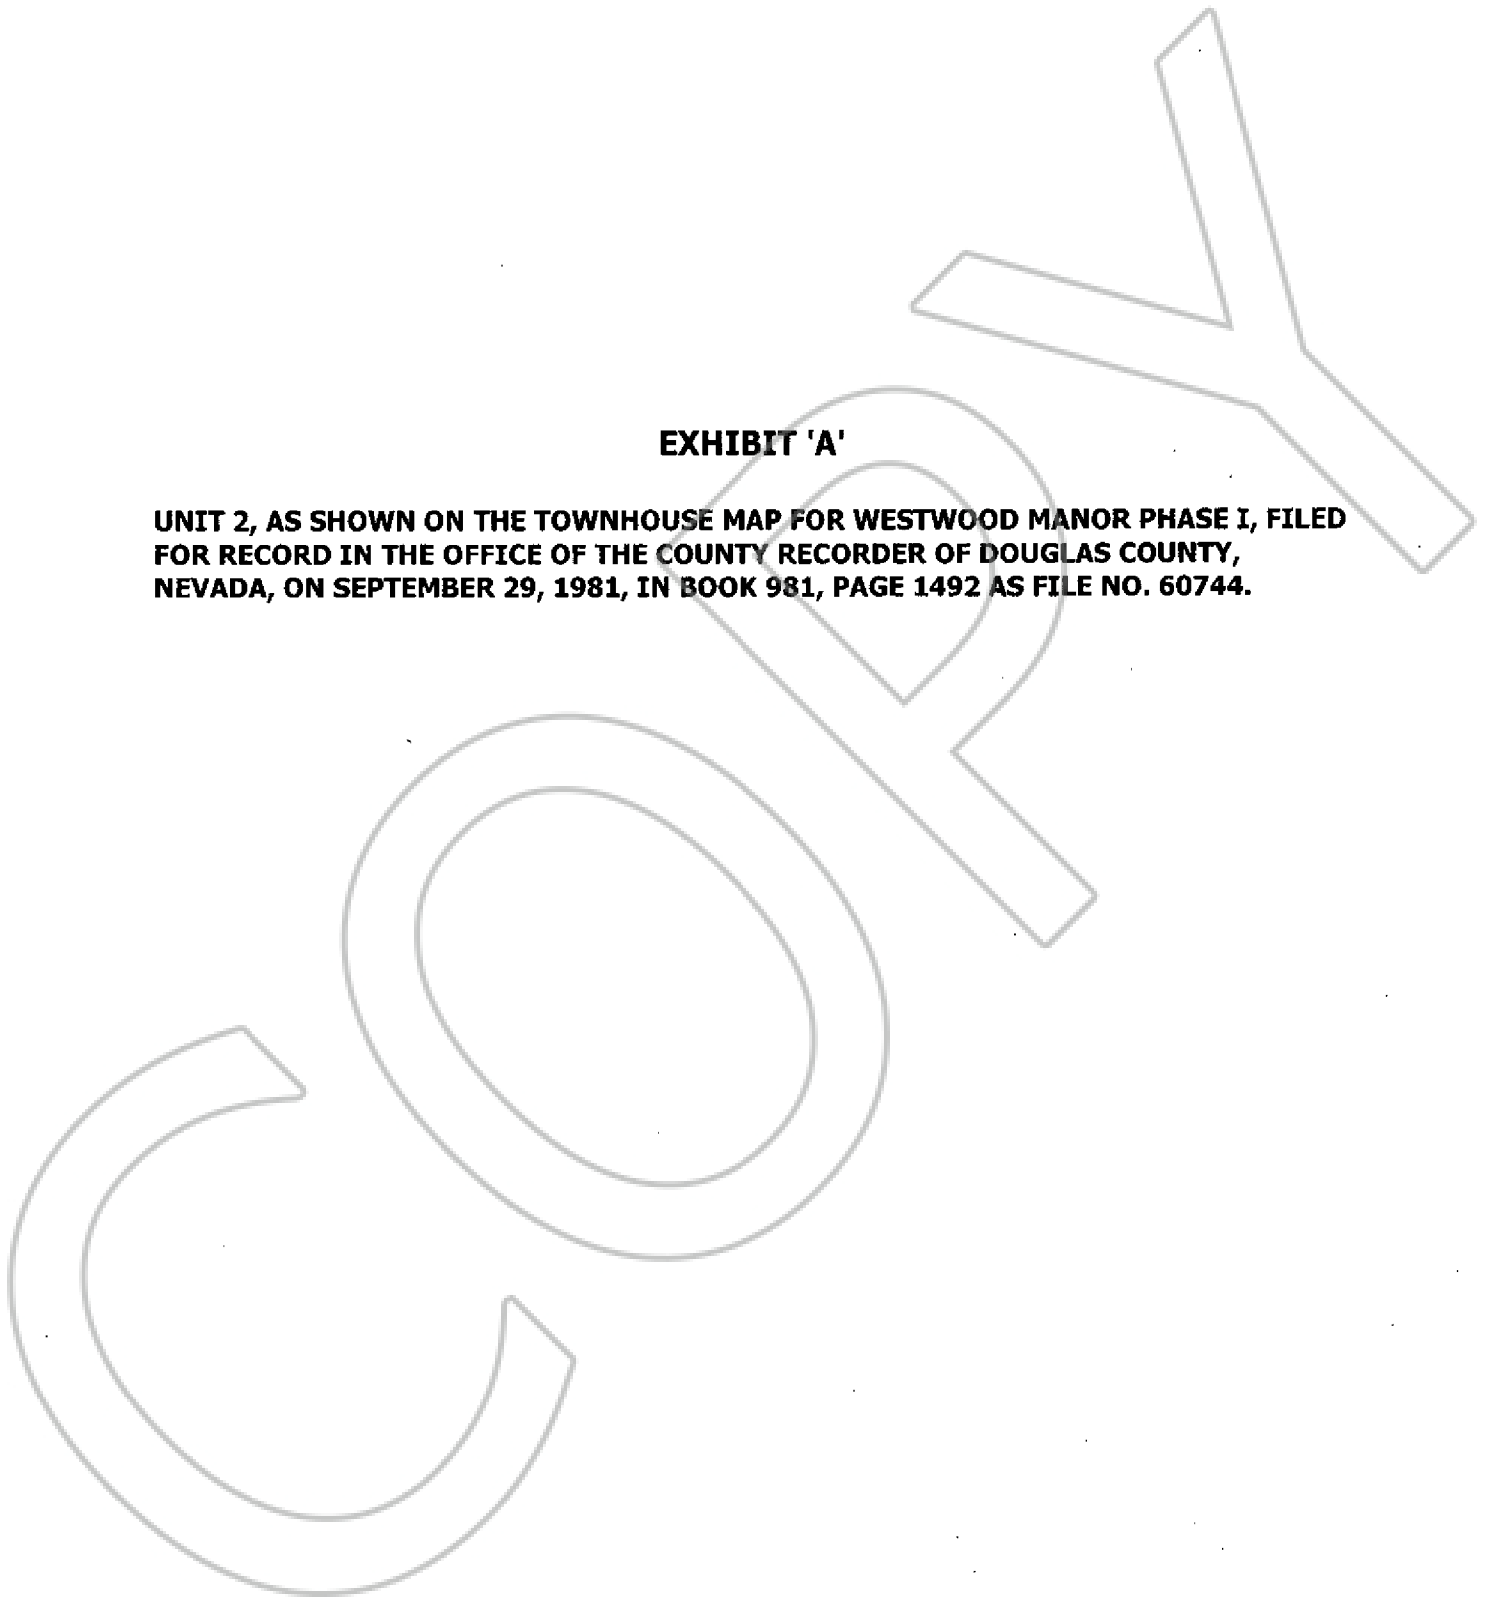 EXHIBIT 'A'
UNIT 2, AS SHOWN ON THE TOWNHOUSE MAP FOR WESTWOOD MANOR PHASE I, FILED
FOR RECORD IN THE OFFICE OF THE COUNTY RECORDER OF DOUGLAS COUNTY,
NEVADA, ON SEPTEMBER 29, 1981, IN BOOK 981, PAGE 1492 AS FILE NO. 60744.
COPY